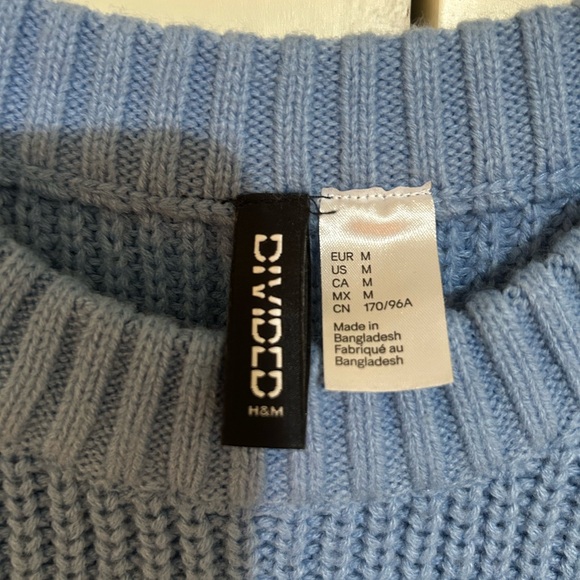 DIVIDED
H&M
EUR M
US M
CA M
MX M
CN 170/96A
Made in
Bangladesh
Fabriqué au
Bangladesh